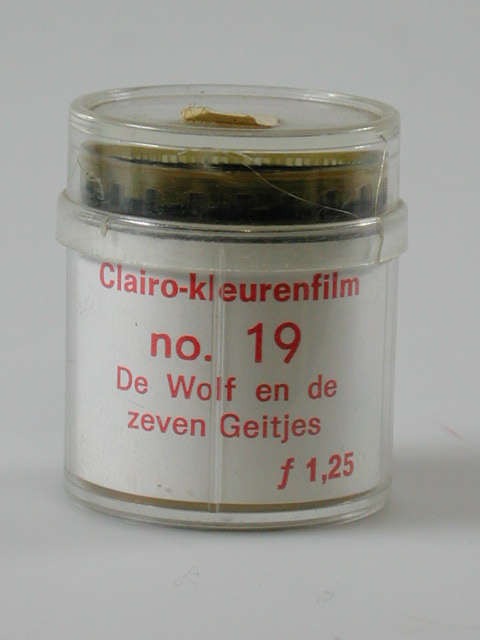 Clairo-kleurenfilm
no. 19
De Wolf en de
zeven Geitjes
ƒ 1,25